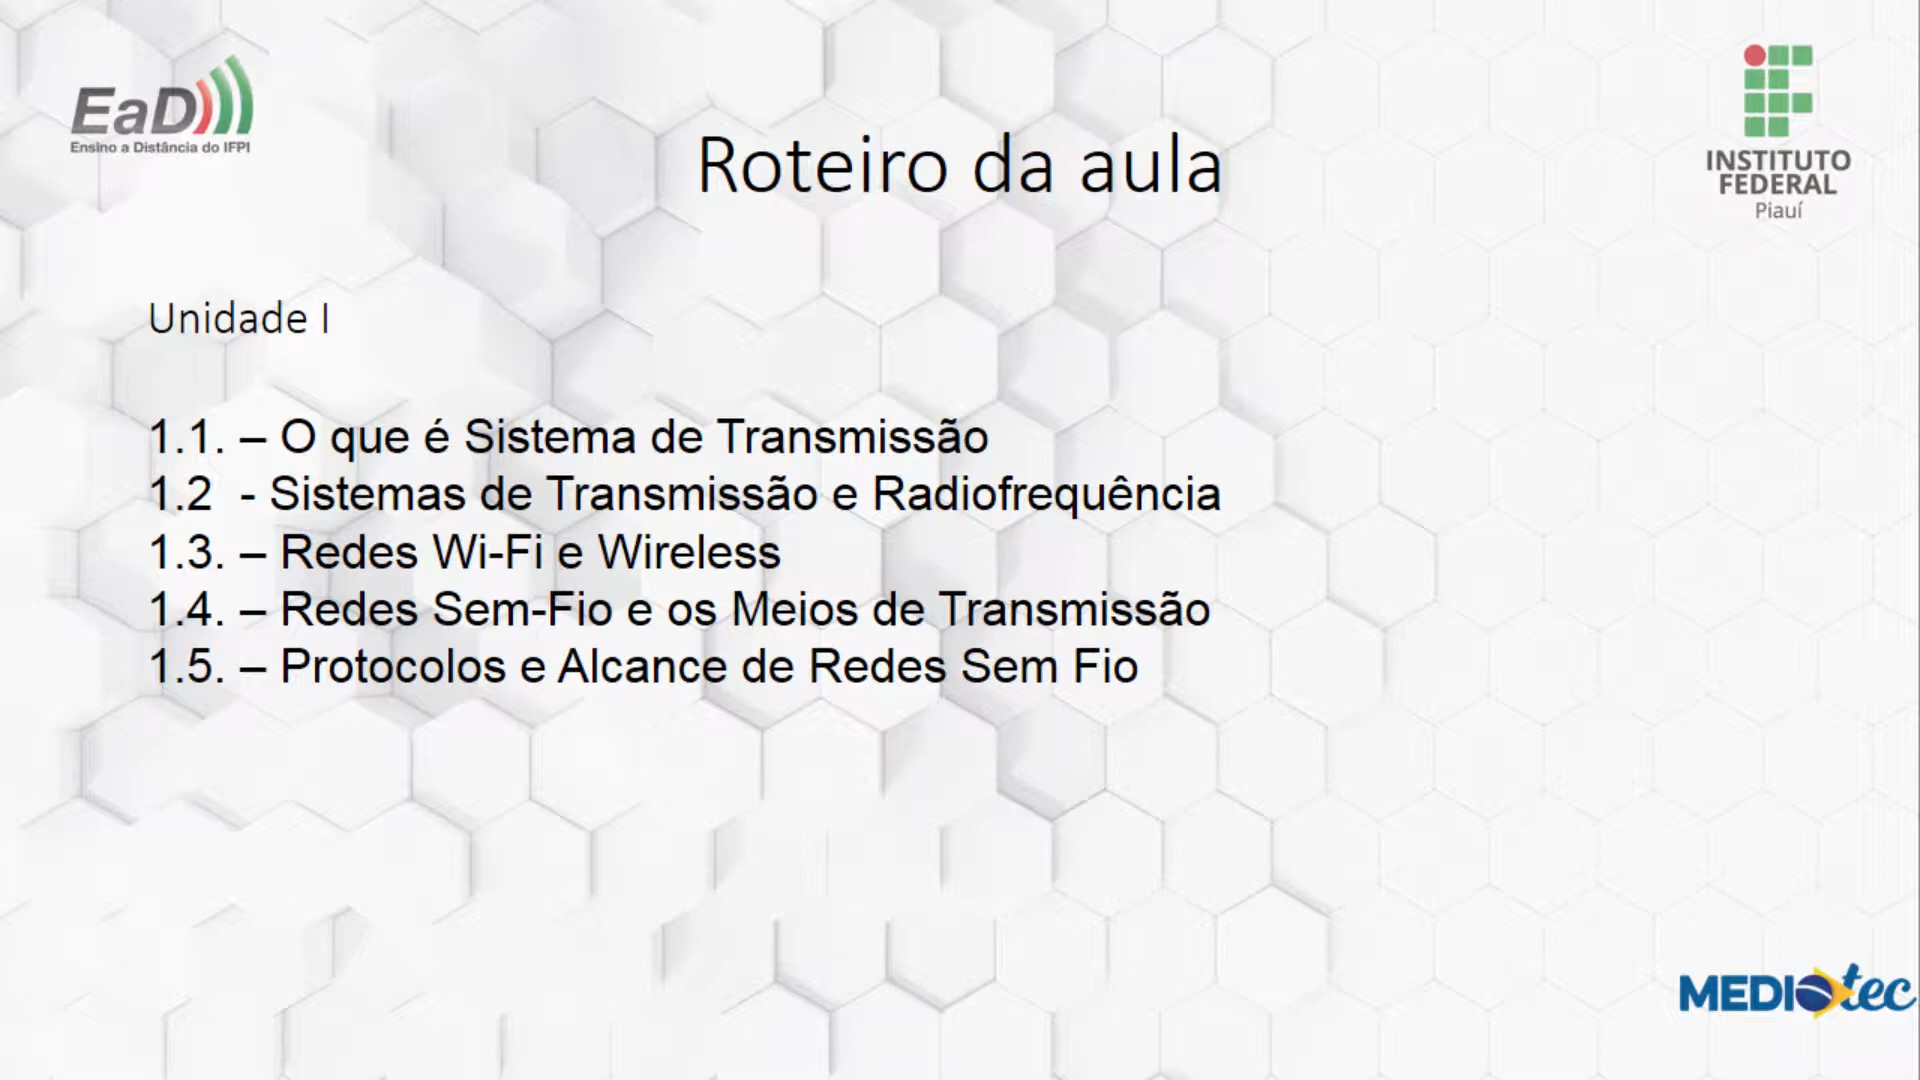 EaD
Ensino a Distância do IFPI
INSTITUTO
FEDERAL
Piauí
Roteiro da aula
Unidade I
1.1. – O que é Sistema de Transmissão
1.2  - Sistemas de Transmissão e Radiofrequência
1.3. – Redes Wi-Fi e Wireless
1.4. – Redes Sem-Fio e os Meios de Transmissão
1.5. – Protocolos e Alcance de Redes Sem Fio
MEDIOtec